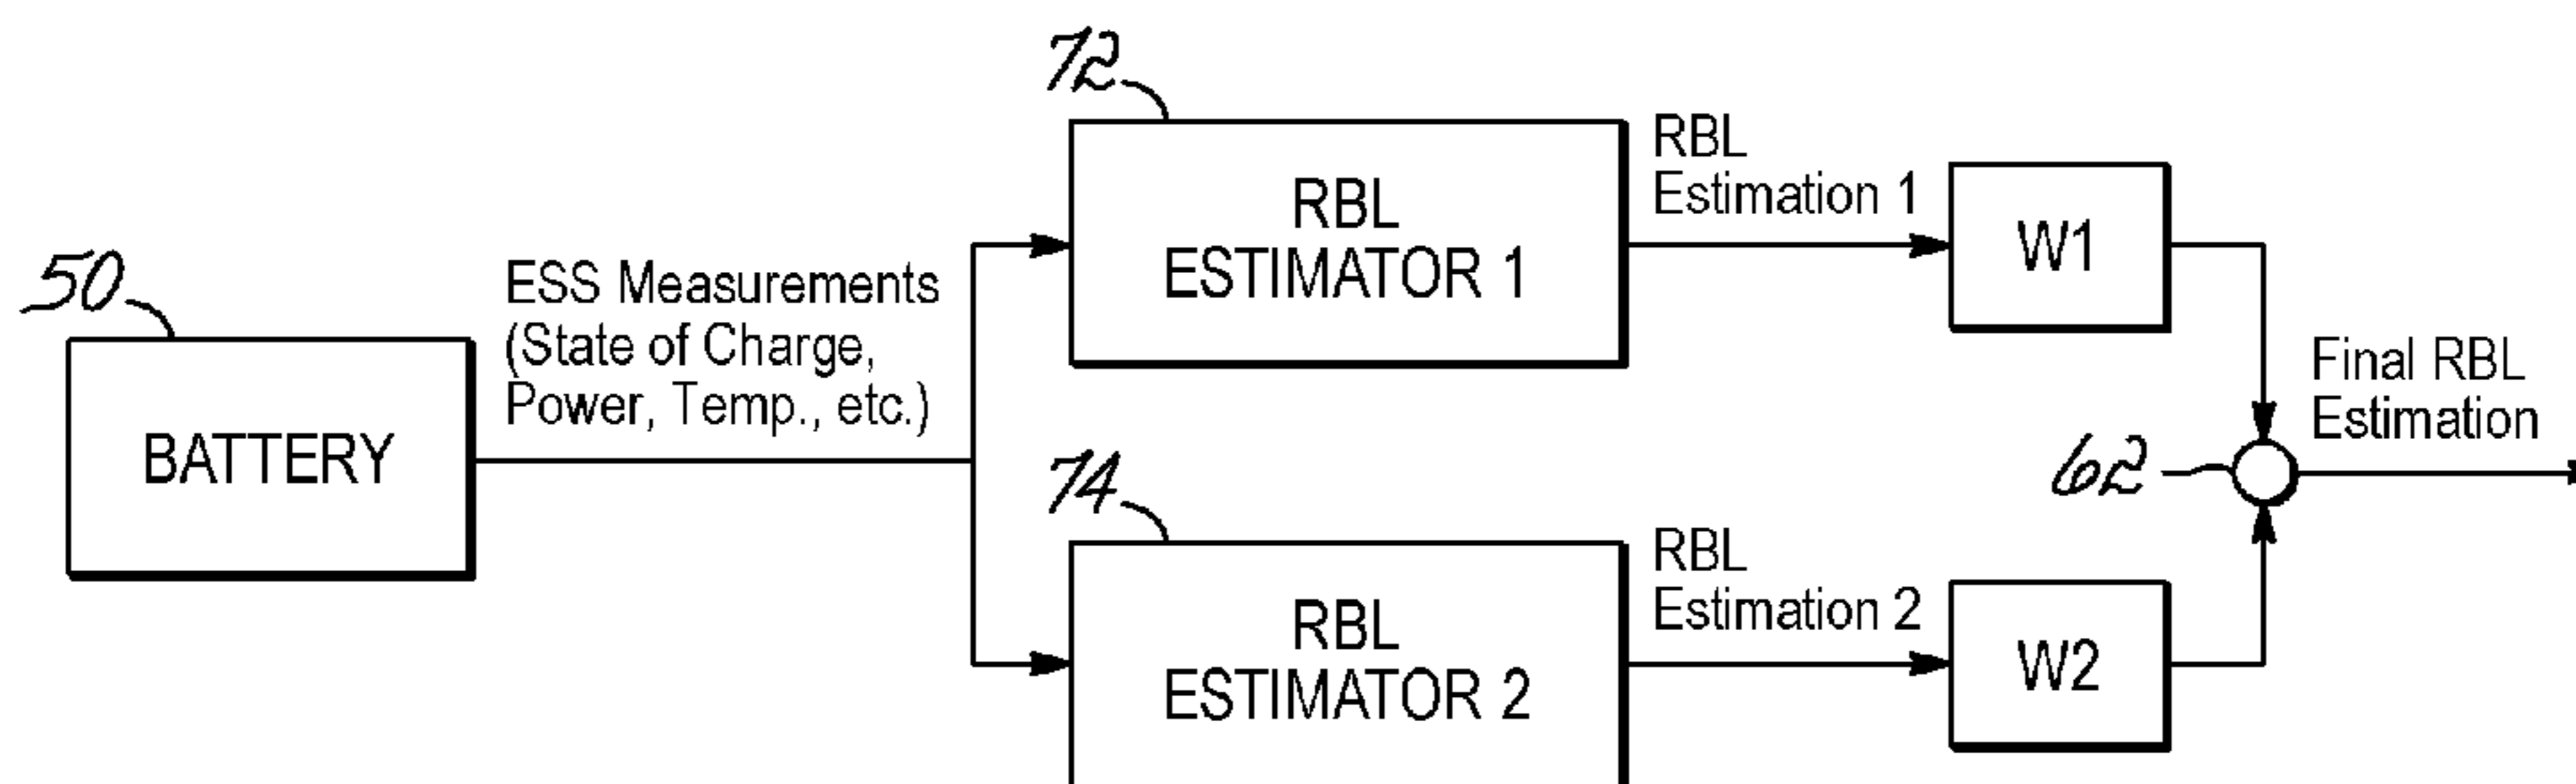 72
RBL
Estimation 1
RBL
ESTIMATOR 1
W1
50
ESS Measurements
(State of Charge,
Power, Temp., etc.)
BATTERY
Final RBL
Estimation
62
74
RBL
Estimation 2
RBL
ESTIMATOR 2
W2